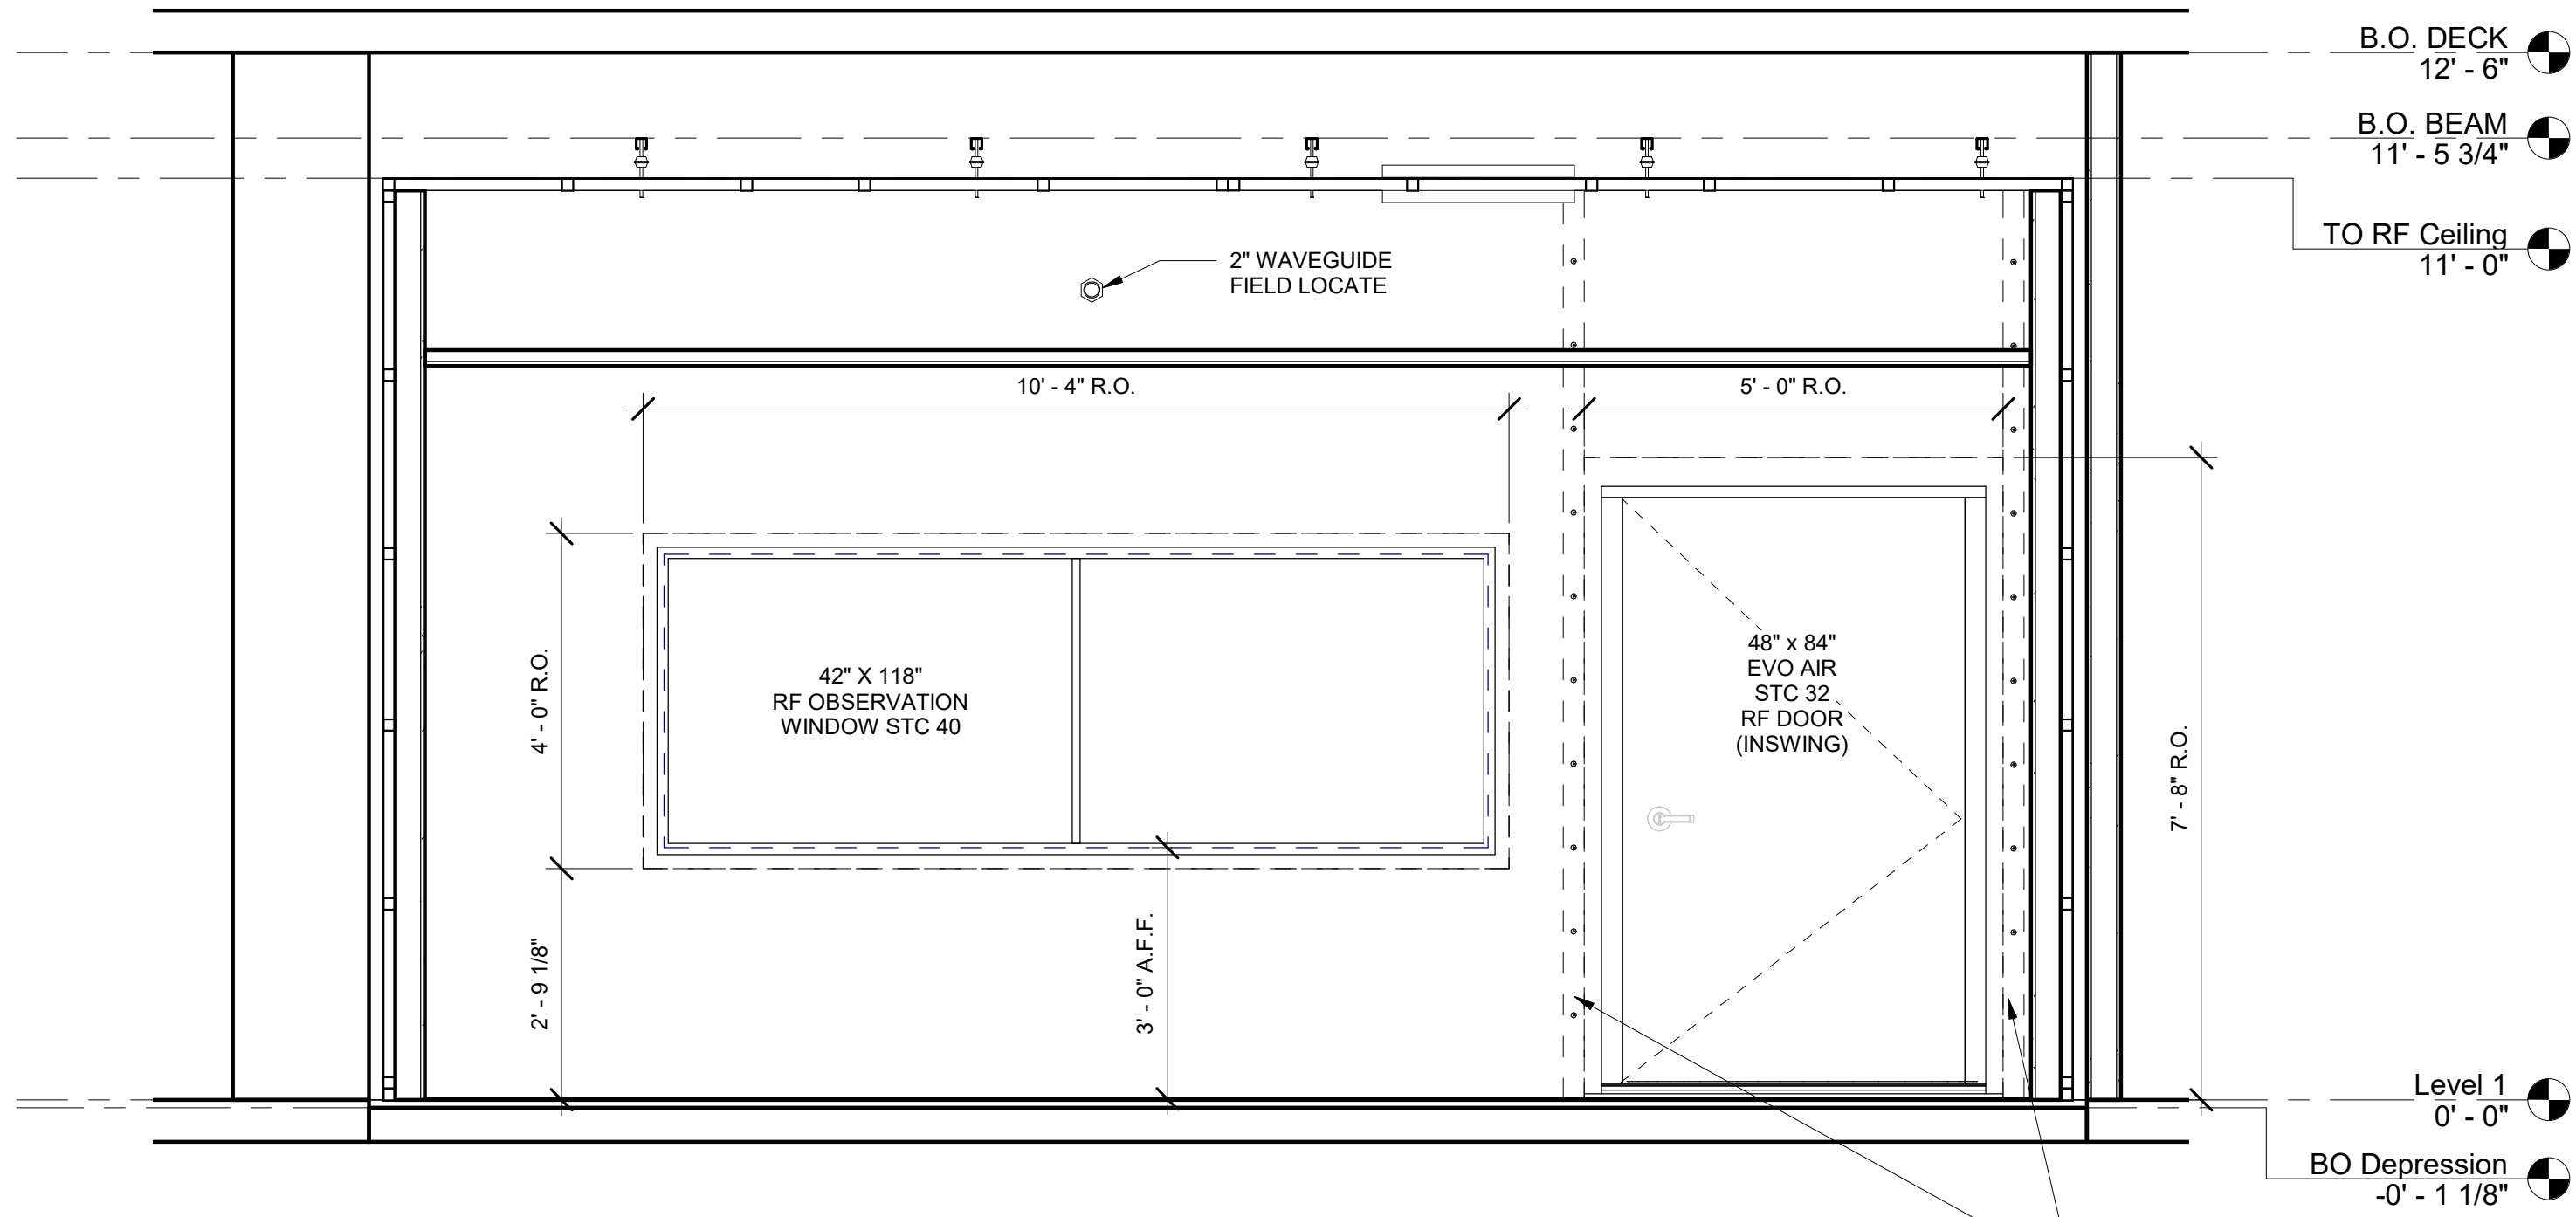 B.O. DECK
12' - 6"
B.O. BEAM
11' - 5 3/4"
TO RF Ceiling
11' - 0"
2" WAVEGUIDE
FIELD LOCATE
10' - 4" R.O.
5' - 0" R.O.
4' - 0" R.O.
42" X 118"
RF OBSERVATION
WINDOW STC 40
48" x 84"
EVO AIR
STC 32
RF DOOR
(INSWING)
7' - 8" R.O.
2' - 9 1/8"
3' - 0" A.F.F.
Level 1
0' - 0"
BO Depression
-0' - 1 1/8"